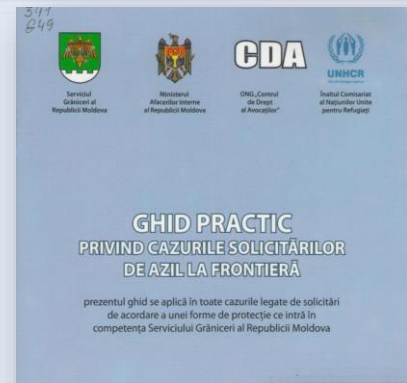 341
G49
CDA
UNHCR
Serviciul
Grăniceri al
Republicii Moldova
Ministerul
Afacerilor Interne
al Republicii Moldova
ONG „Centrul
de Drept
al Avocaților”
Înaltul Comisariat
al Națiunilor Unite
pentru Refugiați
GHID PRACTIC
PRIVIND CAZURILE SOLICITĂRILOR
DE AZIL LA FRONTIERĂ
prezentul ghid se aplică în toate cazurile legate de solicitări
de acordare a unei forme de protecție ce intră în
competența Serviciului Grăniceri al Republicii Moldova